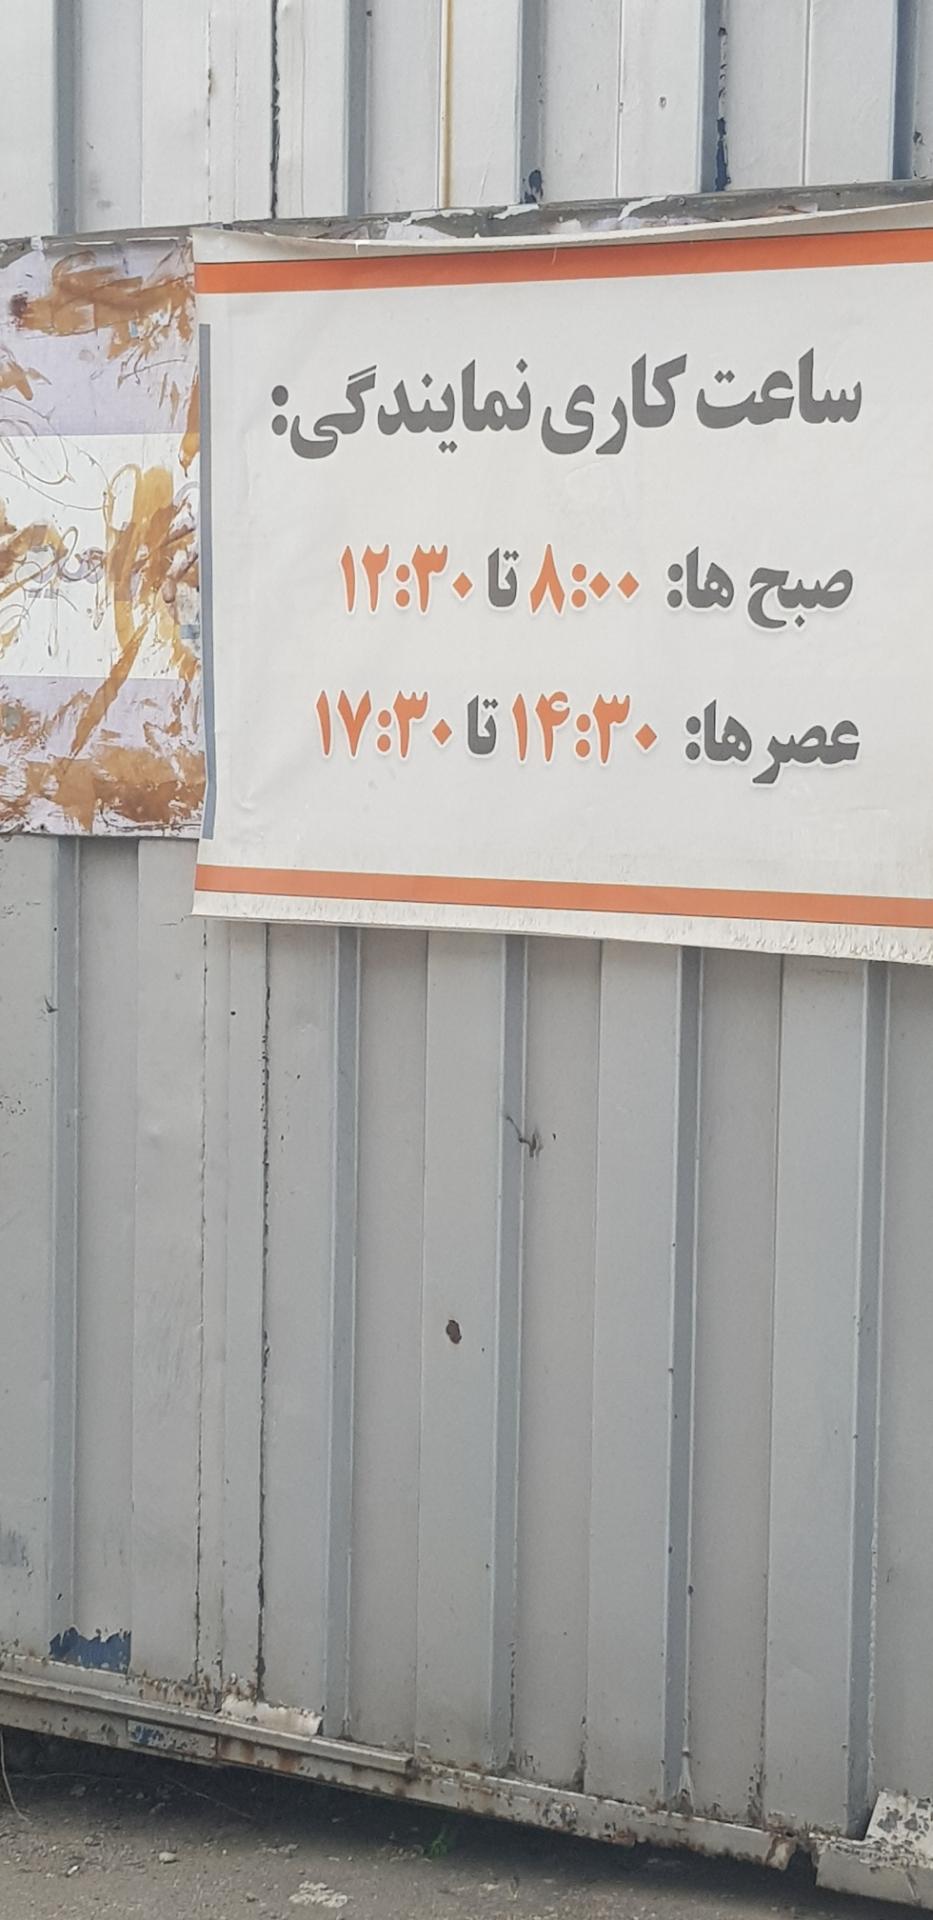 ساعت کاری نمایندگی:
صبح ها: ۸:۰۰ تا ۱۲:۳۰
عصرها: ۱۴:۳۰ تا ۱۷:۳۰